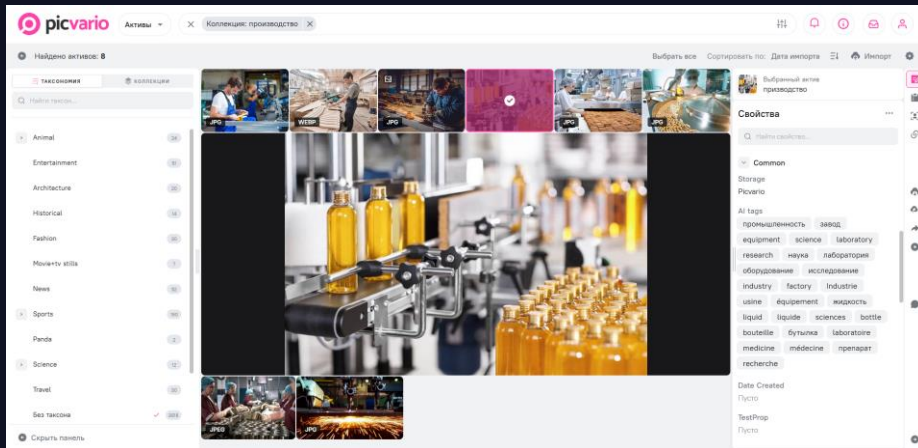 picvario
Активы
Коллекция: производство
Найдено активов: 8
Выбрать все
Сортировать по: Дата импорта
Импорт
ТАКСОНОМИЯ
КОЛЛЕКЦИИ
Найти таксон...
Animal
Entertainment
Architecture
Historical
Fashion
Movie+tv stills
News
Sports
Panda
Science
Travel
Без таксона
Скрыть панель
JPG
WEBP
JPG
JPG
JPG
JPEG
JPG
Выбранный актив
призводство
Свойства
Найти свойство...
Common
Storage
Picvario
AI tags
промышленность завод
equipment science laboratory
research наука лаборатория
оборудование исследование
industry factory Industrie
usine équipement жидкость
liquid liquide sciences bottle
bouteille бутылка laboratoire
medicine médecine препарат
recherche
Date Created
Пусто
TestProp
Пусто